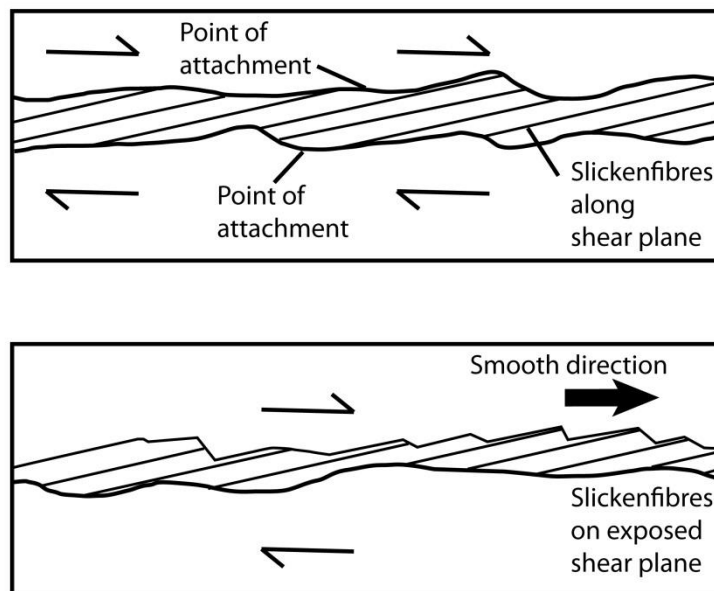 Point of
attachment
Point of
attachment
Slickenfibres
along
shear plane
Smooth direction
Slickenfibres
on exposed
shear plane